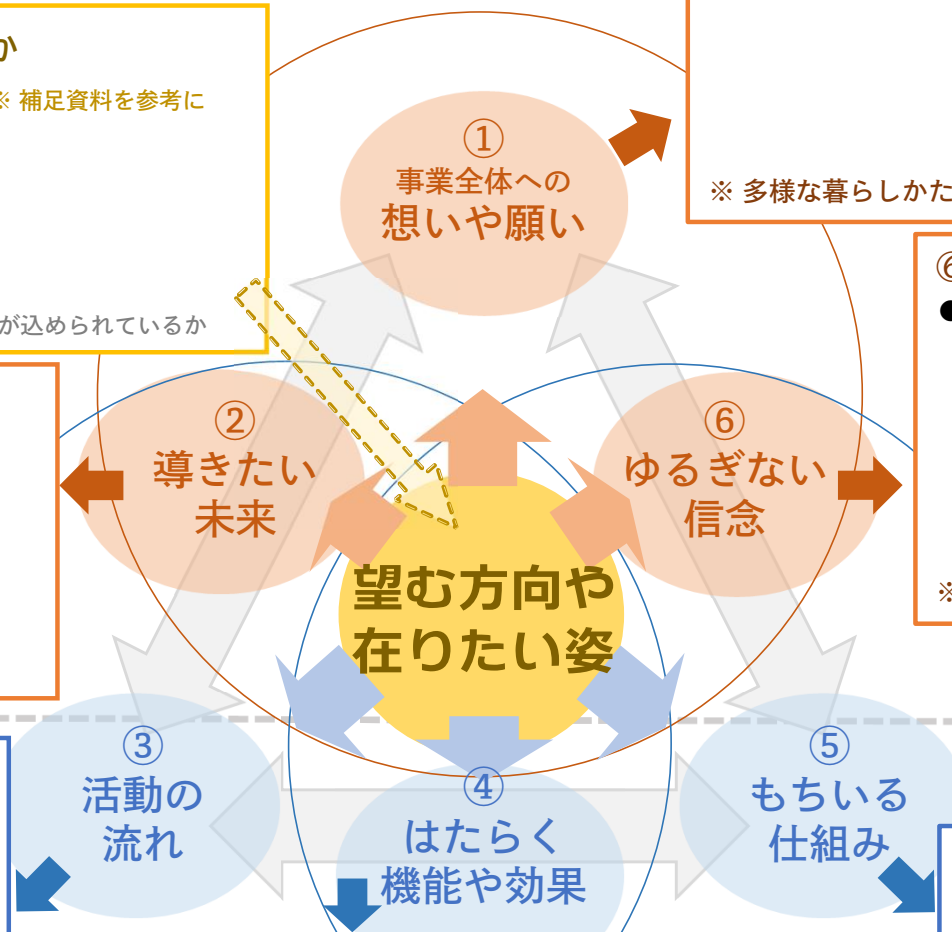 か
※ 補足資料を参考に
が込められているか
①
事業全体への
想いや願い
※ 多様な暮らしかた
⑥
●
②
導きたい
未来
⑥
ゆるぎない
信念
※
望む方向や
在りたい姿
③
活動の
流れ
④
はたらく
機能や効果
⑤
もちいる
仕組み